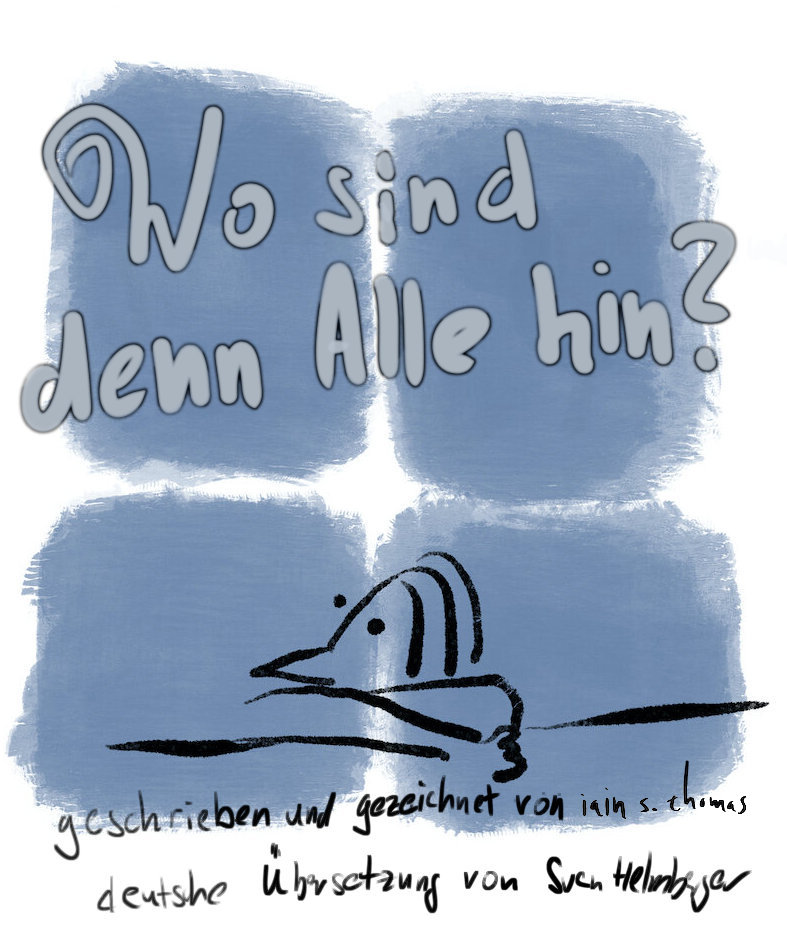 Wo sind
denn Alle hin?
geschrieben und gezeichnet von iain s. thomas
deutshe Übersetzung von Sven Helmberger